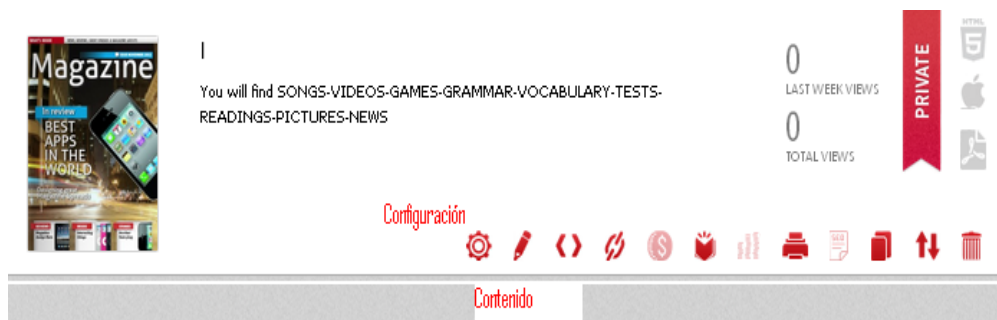 Magazine
In review
BEST
APPS
IN THE
WORLD
I
You will find SONGS-VIDEOS-GAMES-GRAMMAR-VOCABULARY-TESTS-
READINGS-PICTURES-NEWS
0
LAST WEEK VIEWS
0
TOTAL VIEWS
PRIVATE
HTML
5
Configuración
$
SEO
Contenido